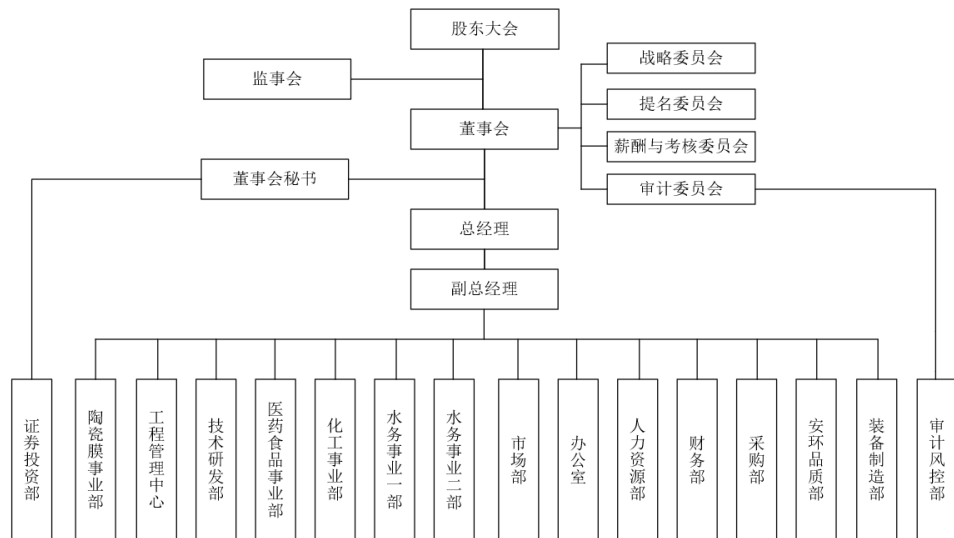 股东大会
战略委员会
监事会
提名委员会
董事会
薪酬与考核委员会
董事会秘书
审计委员会
总经理
副总经理
证券投资部
陶瓷膜事业部
工程管理中心
技术研发部
医药食品事业部
化工事业部
水务事业一部
水务事业二部
市场部
办公室
人力资源部
财务部
采购部
安环品质部
装备制造部
审计风控部